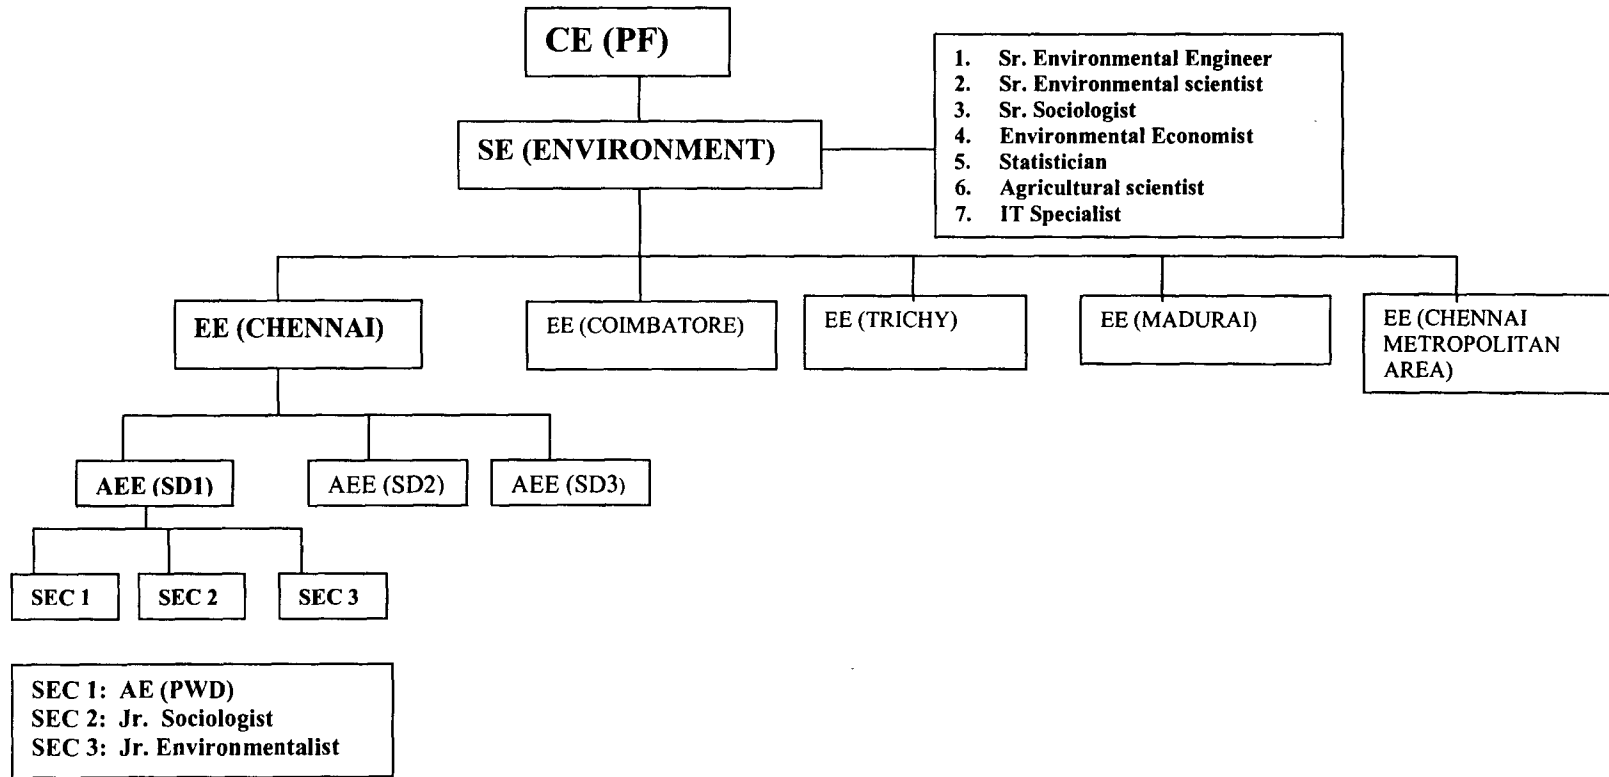 CE (PF)
1. Sr. Environmental Engineer
2. Sr. Environmental scientist
3. Sr. Sociologist
4. Environmental Economist
5. Statistician
6. Agricultural scientist
7. IT Specialist
SE (ENVIRONMENT)
EE (CHENNAI)
EE (COIMBATORE)
EE (TRICHY)
EE (MADURAI)
EE (CHENNAI
METROPOLITAN
AREA)
AEE (SD1)
AEE (SD2)
AEE (SD3)
SEC 1
SEC 2
SEC 3
SEC 1: AE (PWD)
SEC 2: Jr. Sociologist
SEC 3: Jr. Environmentalist